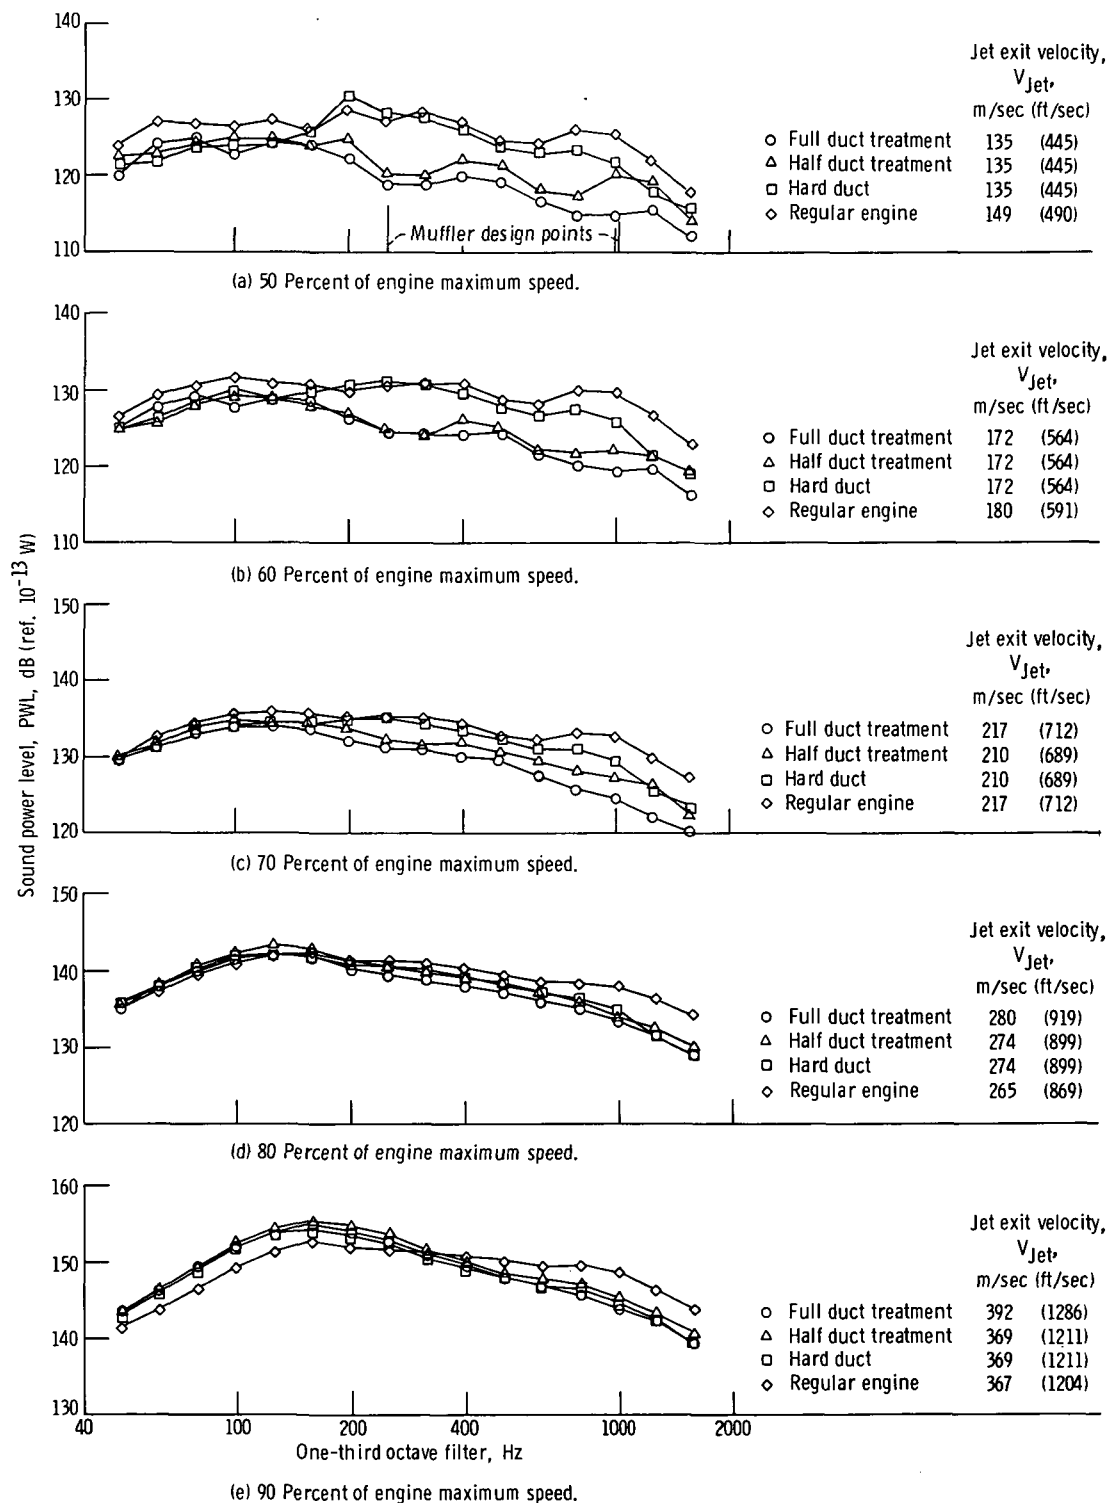 140
130
120
110
Muffler design points
Jet exit velocity,
VJet,
m/sec (ft/sec)
Full duct treatment 135 (445)
Half duct treatment 135 (445)
Hard duct 135 (445)
Regular engine 149 (490)
(a) 50 Percent of engine maximum speed.
140
130
120
110
Jet exit velocity,
VJet,
m/sec (ft/sec)
Full duct treatment 172 (564)
Half duct treatment 172 (564)
Hard duct 172 (564)
Regular engine 180 (591)
(b) 60 Percent of engine maximum speed.
Sound power level, PWL, dB (ref. 10-13 W)
150
140
130
120
Jet exit velocity,
VJet,
m/sec (ft/sec)
Full duct treatment 217 (712)
Half duct treatment 210 (689)
Hard duct 210 (689)
Regular engine 217 (712)
(c) 70 Percent of engine maximum speed.
150
140
130
120
Jet exit velocity,
VJet,
m/sec (ft/sec)
Full duct treatment 280 (919)
Half duct treatment 274 (899)
Hard duct 274 (899)
Regular engine 265 (869)
(d) 80 Percent of engine maximum speed.
160
150
140
130
Jet exit velocity,
VJet,
m/sec (ft/sec)
Full duct treatment 392 (1286)
Half duct treatment 369 (1211)
Hard duct 369 (1211)
Regular engine 367 (1204)
40 100 200 400 1000 2000
One-third octave filter, Hz
(e) 90 Percent of engine maximum speed.